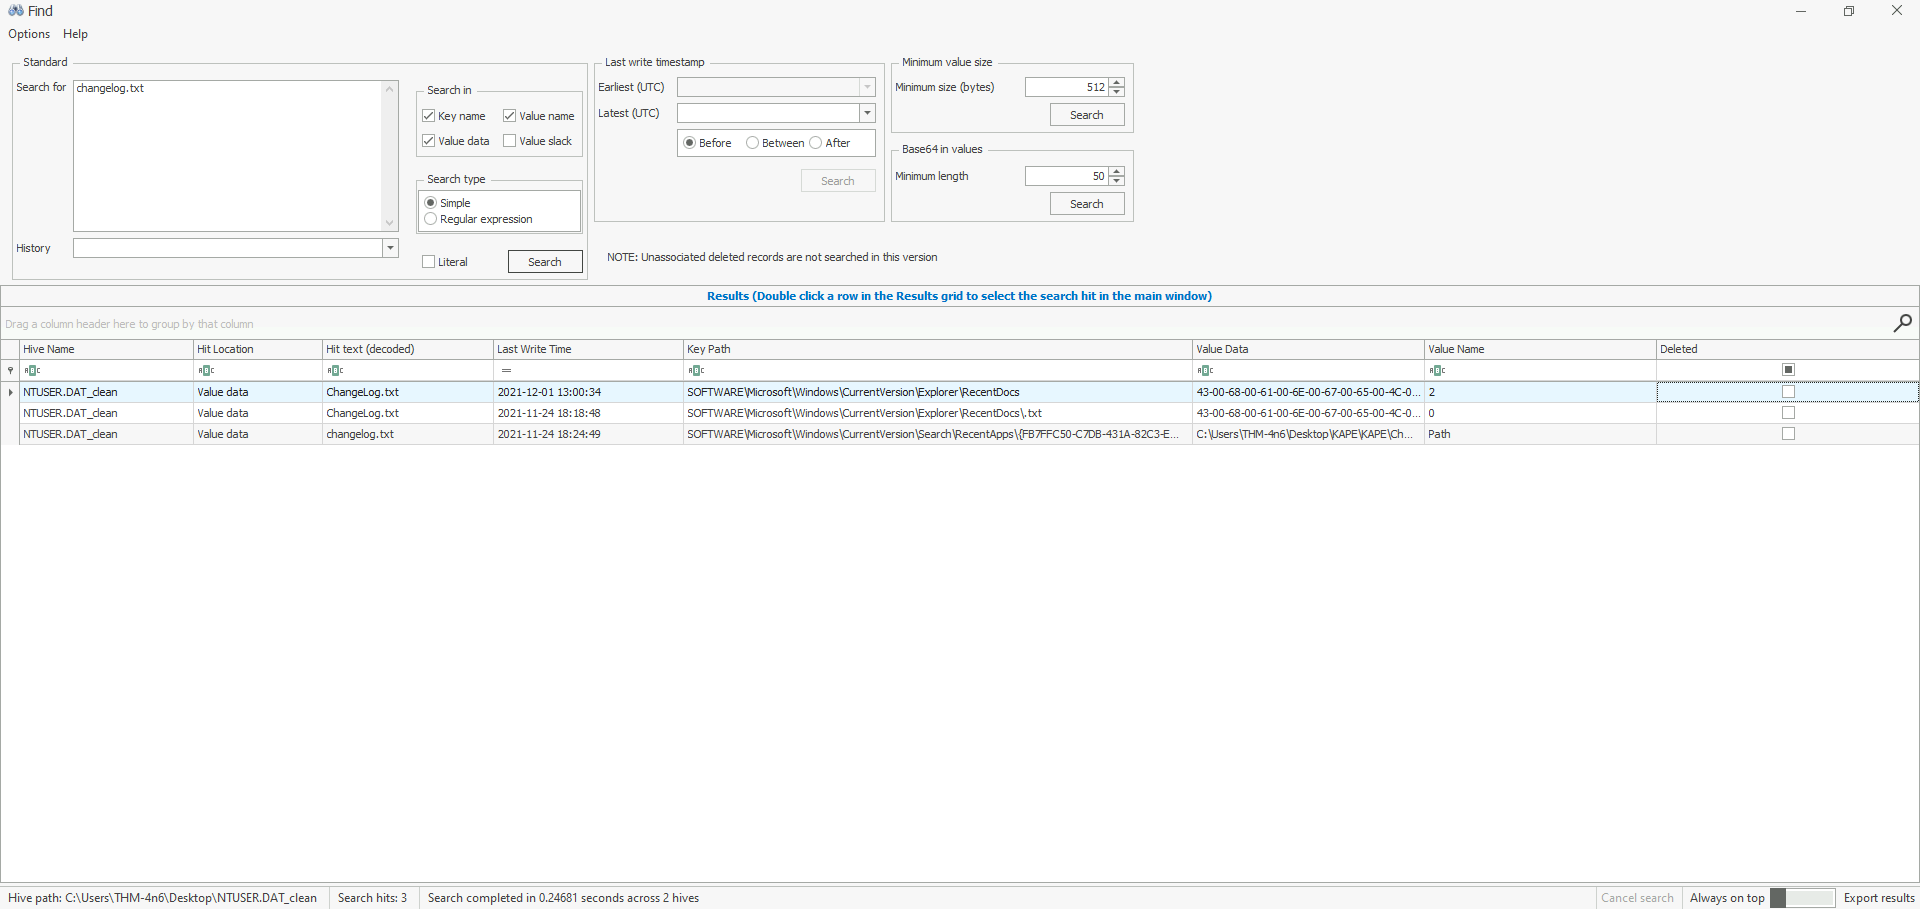 Find
Options Help
Standard
Search for changelog.txt
Search in
Key name Value name
Value data Value slack
Search type
Simple
Regular expression
History
Literal Search
Last write timestamp
Earliest (UTC)
Latest (UTC)
Before Between After
Search
Minimum value size
Minimum size (bytes) 512
Search
Base64 in values
Minimum length 50
Search
NOTE: Unassociated deleted records are not searched in this version
Results (Double click a row in the Results grid to select the search hit in the main window)
Drag a column header here to group by that column
Hive Name Hit Location Hit text (decoded) Last Write Time Key Path Value Data Value Name Deleted
NTUSER.DAT_clean Value data ChangeLog.txt 2021-12-01 13:00:34 SOFTWARE\Microsoft\Windows\CurrentVersion\Explorer\RecentDocs 43-00-68-00-61-00-6E-00-67-00-65-00-4C-0... 2
NTUSER.DAT_clean Value data ChangeLog.txt 2021-11-24 18:18:48 SOFTWARE\Microsoft\Windows\CurrentVersion\Explorer\RecentDocs\.txt 43-00-68-00-61-00-6E-00-67-00-65-00-4C-0... 0
NTUSER.DAT_clean Value data changelog.txt 2021-11-24 18:24:49 SOFTWARE\Microsoft\Windows\CurrentVersion\Search\RecentApps\{FB7FFC50-C7DB-431A-82C3-E... C:\Users\THM-4n6\Desktop\KAPE\KAPE\Ch... Path
Hive path: C:\Users\THM-4n6\Desktop\NTUSER.DAT_clean Search hits: 3 Search completed in 0.24681 seconds across 2 hives Cancel search Always on top Export results